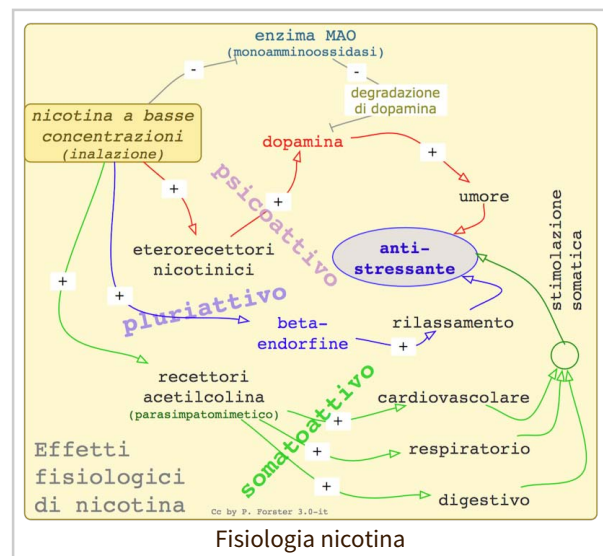 enzima MAO
(monoamminoossidasi)
-
-
degradazione
di dopamina
nicotina a basse
concentrazioni
(inalazione)
dopamina
+
+
+
psicoattivo
umore
eterorecettori
nicotinici
anti-
stressante
stimolazione
somatica
+
+
pluriattivo
beta-
endorfine
+
rilassamento
recettori
acetilcolina
(parasimpatomimetico)
somatoattivo
+
cardiovascolare
+
respiratorio
+
digestivo
Effetti
fisiologici
di nicotina
Cc by P. Forster 3.0-it
Fisiologia nicotina